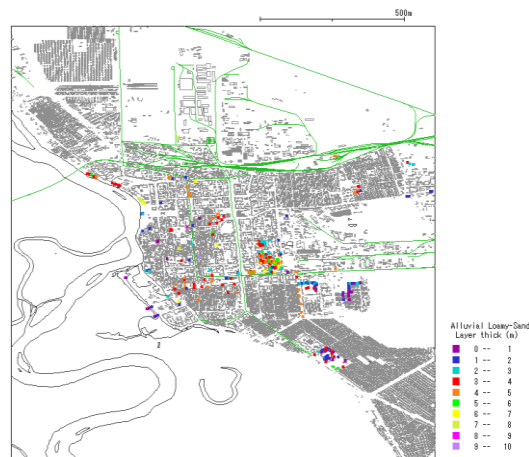 500m
Alluvial Loamy-Sand
Layer thick (m)
0 -- 1
1 -- 2
2 -- 3
3 -- 4
4 -- 5
5 -- 6
6 -- 7
7 -- 8
8 -- 9
9 -- 10